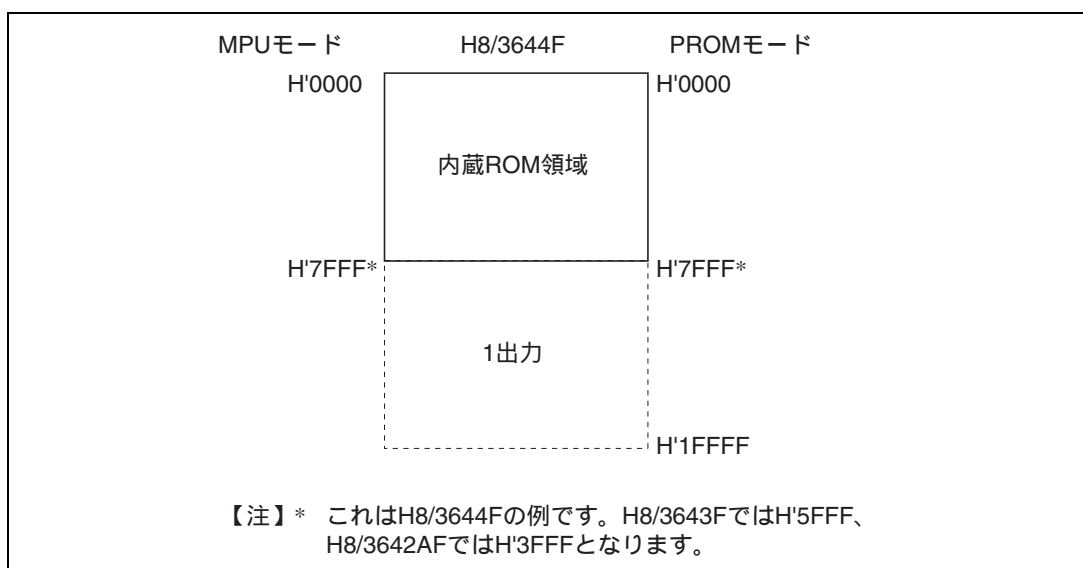 MPUモード H8/3644F PROMモード
H'0000 H'0000
内蔵ROM領域
H'7FFF* H'7FFF*
1出力
H'1FFFF
【注】* これはH8/3644Fの例です。H8/3643FではH'5FFF、
H8/3642AFではH'3FFFとなります。